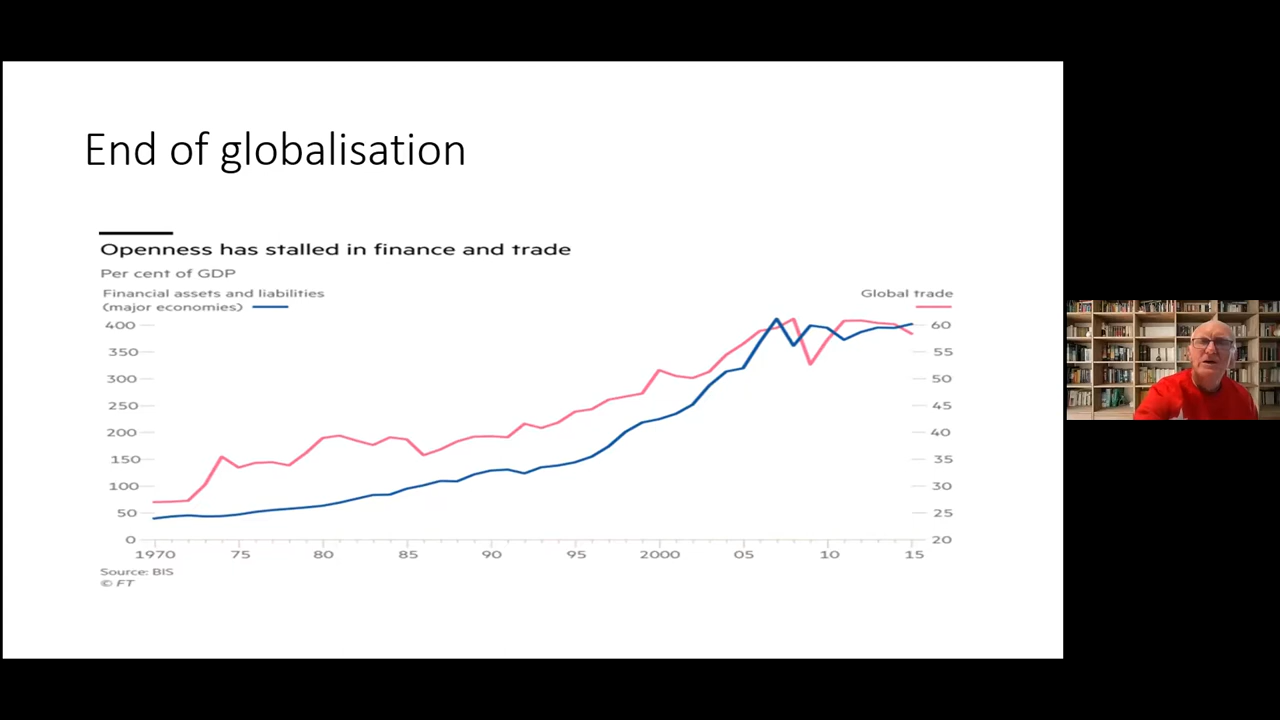 End of globalisation
Openness has stalled in finance and trade
Per cent of GDP
Financial assets and liabilities
(major economies)
Global trade
400
350
300
250
200
150
100
50
0
60
55
50
45
40
35
30
25
20
1970 75 80 85 90 95 2000 05 10 15
Source: BIS
© FT